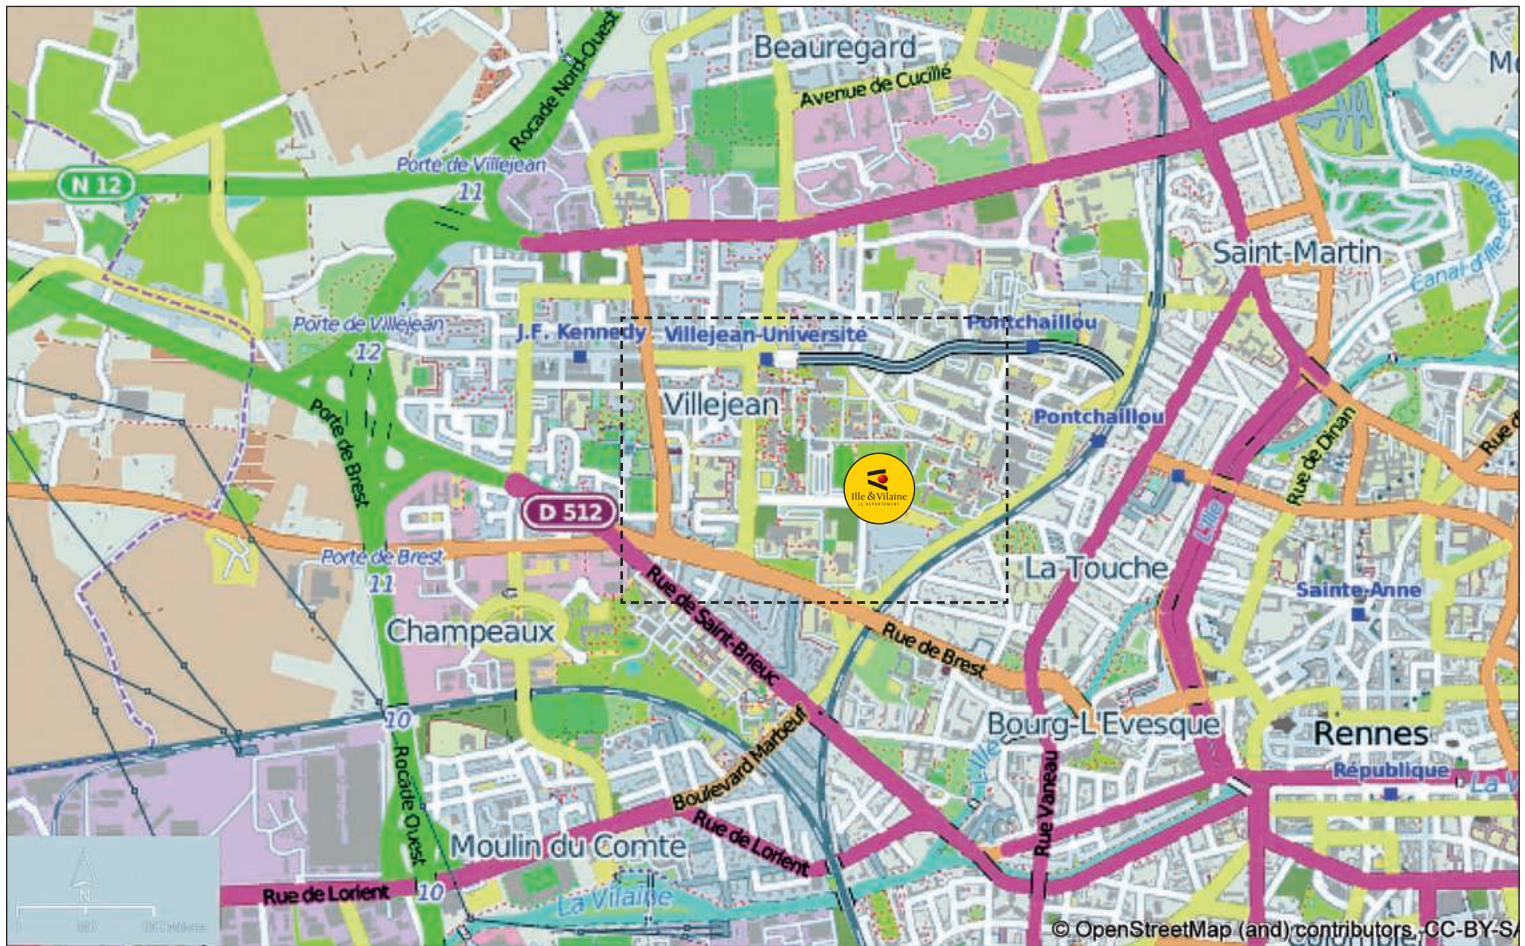 Beauregard
Avenue de Cucillé
Rocade Nord-Ouest
Porte de Villejean
11
N 12
Saint-Martin
Canal d'Ille-et-Rance
Porte de Villejean
12
J.F. Kennedy
Villejean-Université
Pontchaillou
Villejean
Pontchaillou
Porte de Brest
Rue de Dinan
Ille & Vilaine
LE DÉPARTEMENT
D 512
L'Ille
Porte de Brest
11
La Touche
Sainte-Anne
Rue de Saint-Brieuc
Champeaux
Rue de Brest
10
Bourg-L'Evesque
Rennes
République
Boulevard Marbeuf
Rocade Ouest
Rue Vaneau
Moulin du Comte
Rue de Lorient
Rue de Lorient
10
La Vilaine
N
© OpenStreetMap (and) contributors, CC-BY-SA